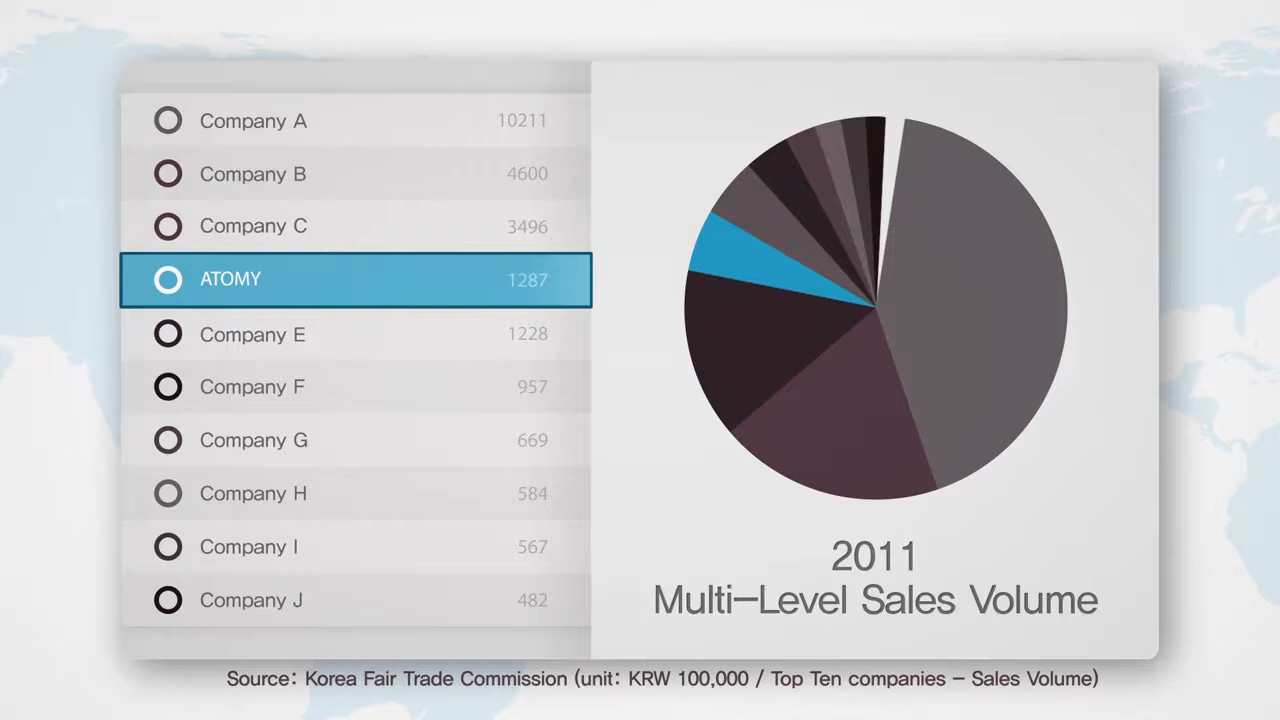 Company A 10211
Company B 4600
Company C 3496
ATOMY 1287
Company E 1228
Company F 957
Company G 669
Company H 584
Company I 567
Company J 482
2011
Multi-Level Sales Volume
Source: Korea Fair Trade Commission (unit: KRW 100,000 / Top Ten companies - Sales Volume)